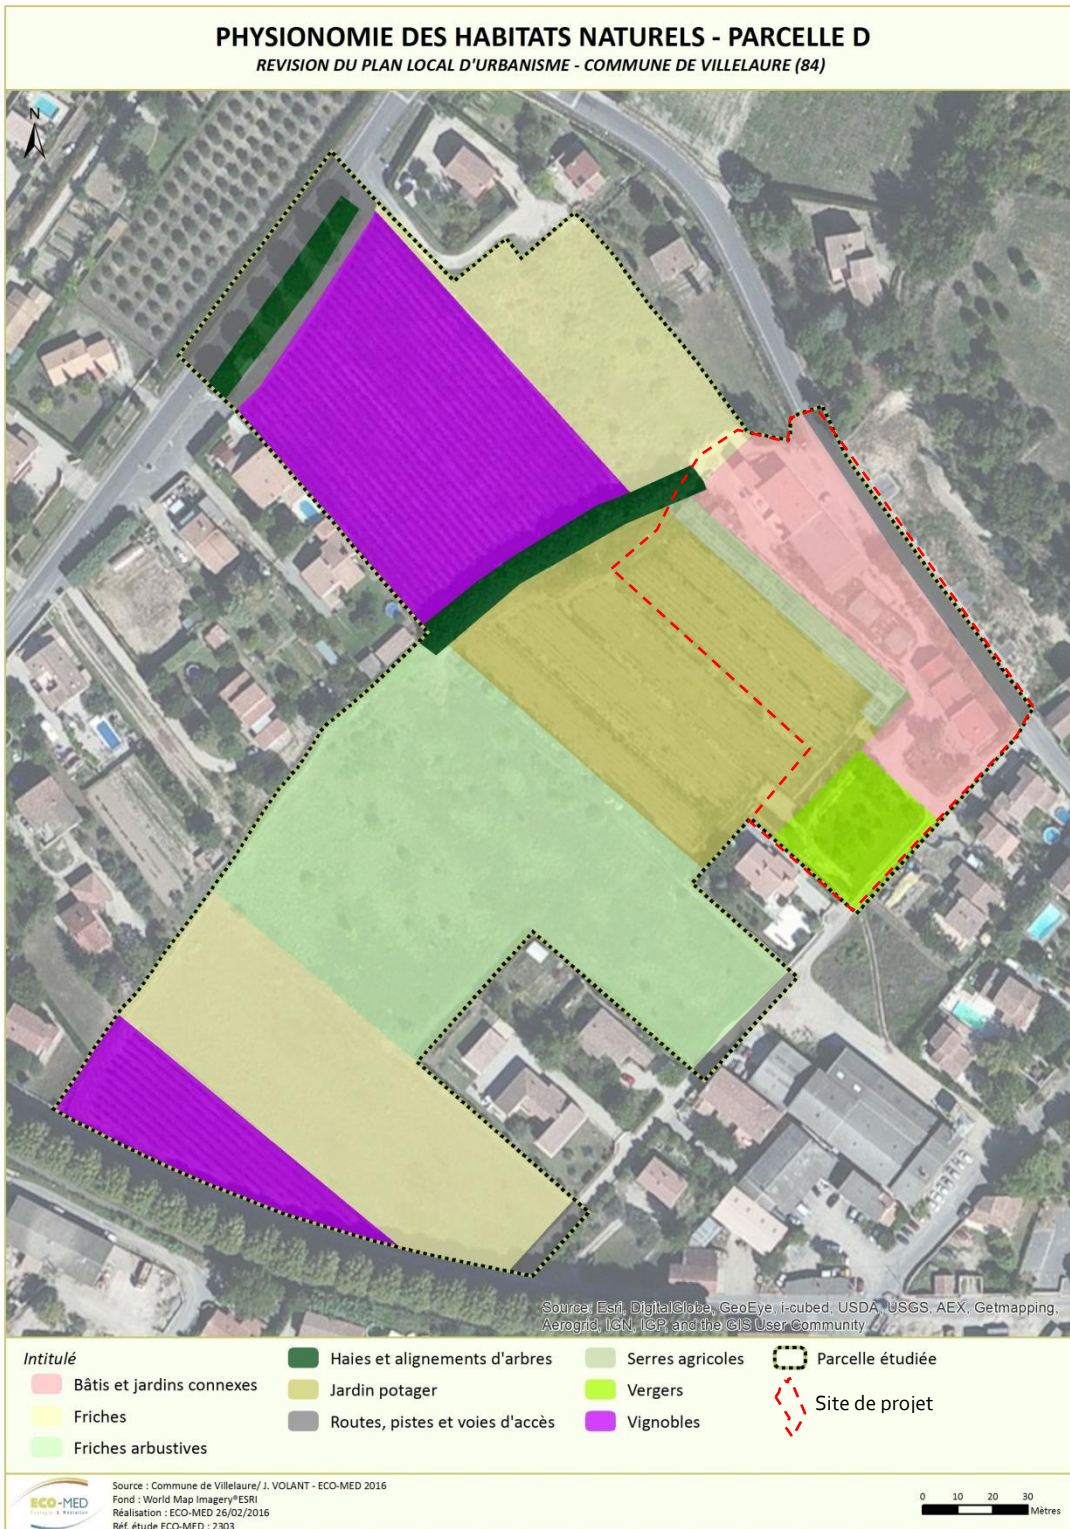 PHYSIONOMIE DES HABITATS NATURELS - PARCELLE D
REVISION DU PLAN LOCAL D'URBANISME - COMMUNE DE VILLELAURE (84)
N
Source: Esri, DigitalGlobe, GeoEye, i-cubed, USDA, USGS, AEX, Getmapping,
Aerogrid, IGN, IGP, and the GIS User Community
Intitulé
Bâtis et jardins connexes
Friches
Friches arbustives
Haies et alignements d'arbres
Jardin potager
Routes, pistes et voies d'accès
Serres agricoles
Vergers
Vignobles
Parcelle étudiée
Site de projet
ECO-MED
Ecologie & Médiation
Source : Commune de Villelaure/ J. VOLANT - ECO-MED 2016
Fond : World Map Imagery®ESRI
Réalisation : ECO-MED 26/02/2016
Réf. étude ECO-MED : 2303
0 10 20 30
Mètres